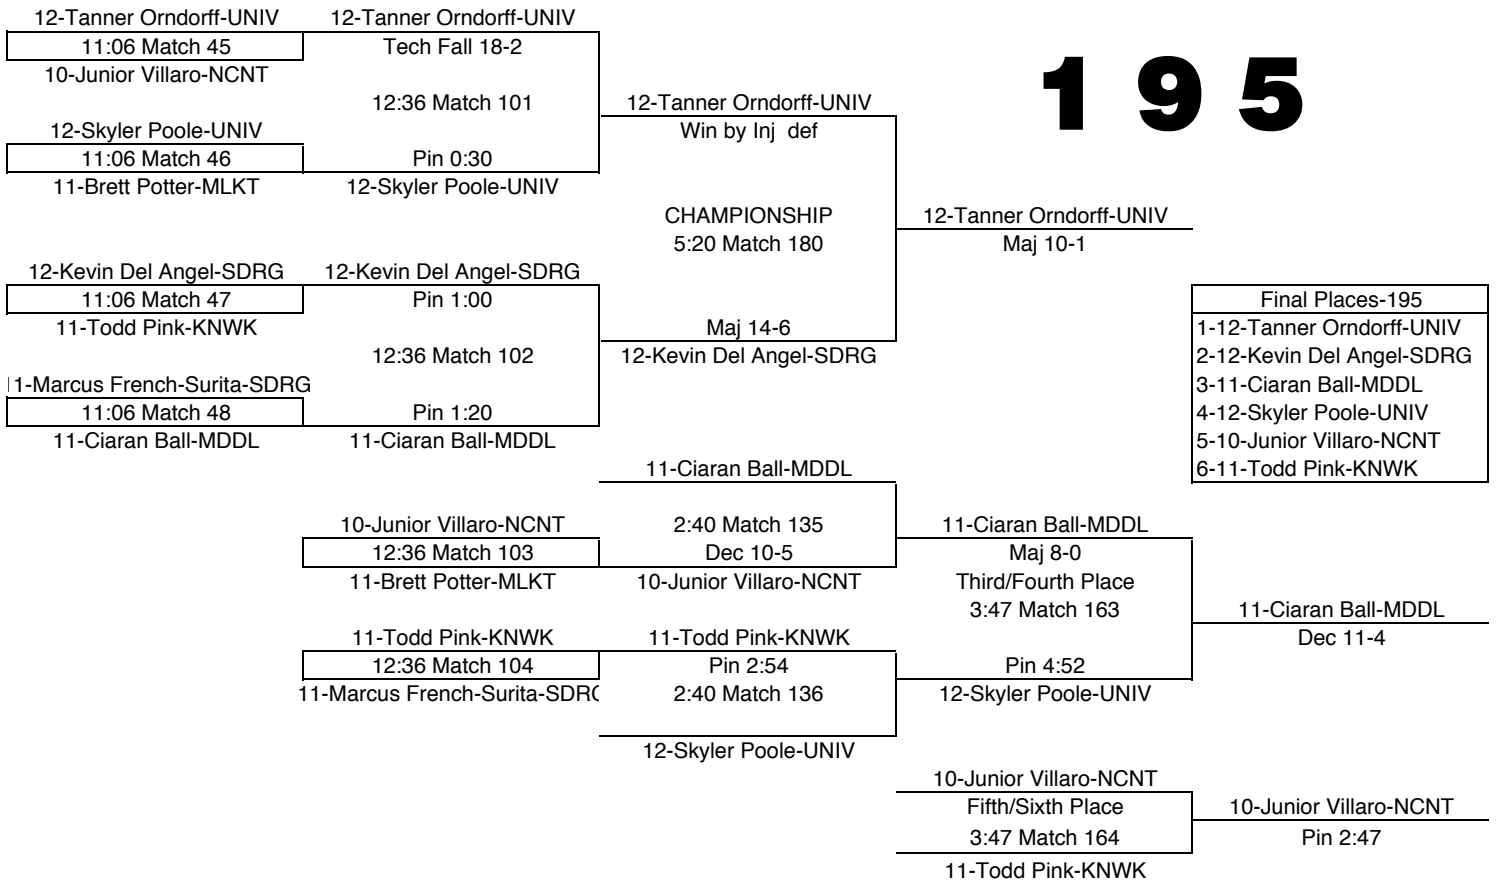 12-Tanner Orndorff-UNIV
12-Tanner Orndorff-UNIV
11:06 Match 45
Tech Fall 18-2
10-Junior Villaro-NCNT
1 9 5
12:36 Match 101
12-Tanner Orndorff-UNIV
12-Skyler Poole-UNIV
Win by Inj def
11:06 Match 46
Pin 0:30
11-Brett Potter-MLKT
12-Skyler Poole-UNIV
CHAMPIONSHIP
12-Tanner Orndorff-UNIV
5:20 Match 180
Maj 10-1
12-Kevin Del Angel-SDRG
12-Kevin Del Angel-SDRG
11:06 Match 47
Pin 1:00
Final Places-195
11-Todd Pink-KNWK
Maj 14-6
1-12-Tanner Orndorff-UNIV
12:36 Match 102
12-Kevin Del Angel-SDRG
2-12-Kevin Del Angel-SDRG
11-Marcus French-Surita-SDRG
3-11-Ciaran Ball-MDDL
11:06 Match 48
Pin 1:20
4-12-Skyler Poole-UNIV
11-Ciaran Ball-MDDL
11-Ciaran Ball-MDDL
5-10-Junior Villaro-NCNT
11-Ciaran Ball-MDDL
6-11-Todd Pink-KNWK
10-Junior Villaro-NCNT
2:40 Match 135
11-Ciaran Ball-MDDL
12:36 Match 103
Dec 10-5
Maj 8-0
11-Brett Potter-MLKT
10-Junior Villaro-NCNT
Third/Fourth Place
3:47 Match 163
11-Ciaran Ball-MDDL
11-Todd Pink-KNWK
11-Todd Pink-KNWK
Dec 11-4
12:36 Match 104
Pin 2:54
Pin 4:52
11-Marcus French-Surita-SDRG
2:40 Match 136
12-Skyler Poole-UNIV
12-Skyler Poole-UNIV
10-Junior Villaro-NCNT
Fifth/Sixth Place
10-Junior Villaro-NCNT
3:47 Match 164
Pin 2:47
11-Todd Pink-KNWK